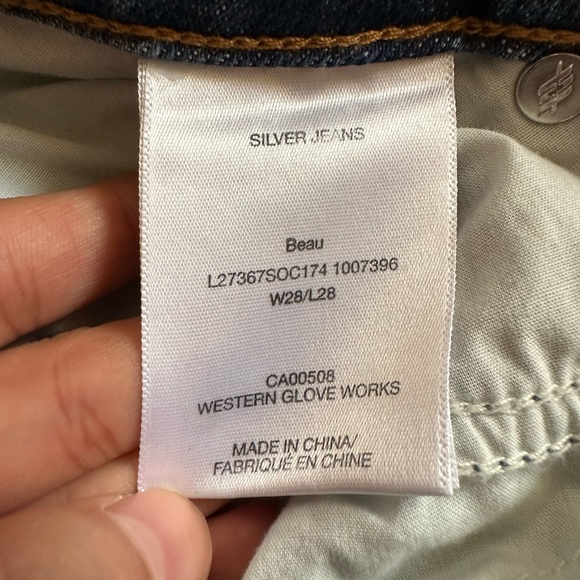 SILVER JEANS
Beau
L27367SOC174 1007396
W28/L28
CA00508
WESTERN GLOVE WORKS
MADE IN CHINA/
FABRIQUÉ EN CHINE